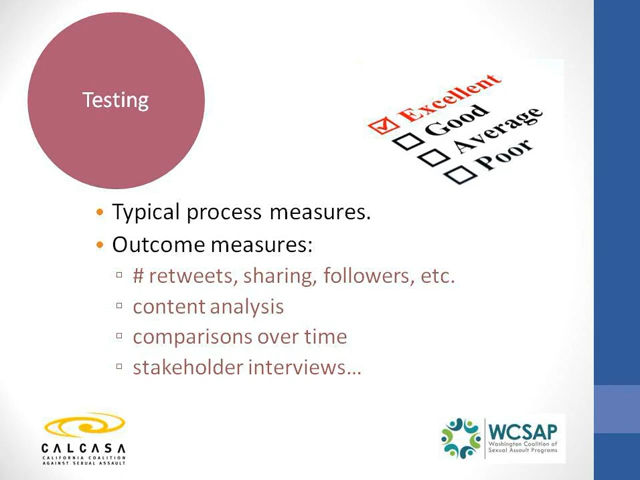 Testing
Excellent
Good
Average
Poor
• Typical process measures.
• Outcome measures:
▫ # retweets, sharing, followers, etc.
▫ content analysis
▫ comparisons over time
▫ stakeholder interviews…
CALCASA
CALIFORNIA COALITION
AGAINST SEXUAL ASSAULT
WCSAP
Washington Coalition of
Sexual Assault Programs